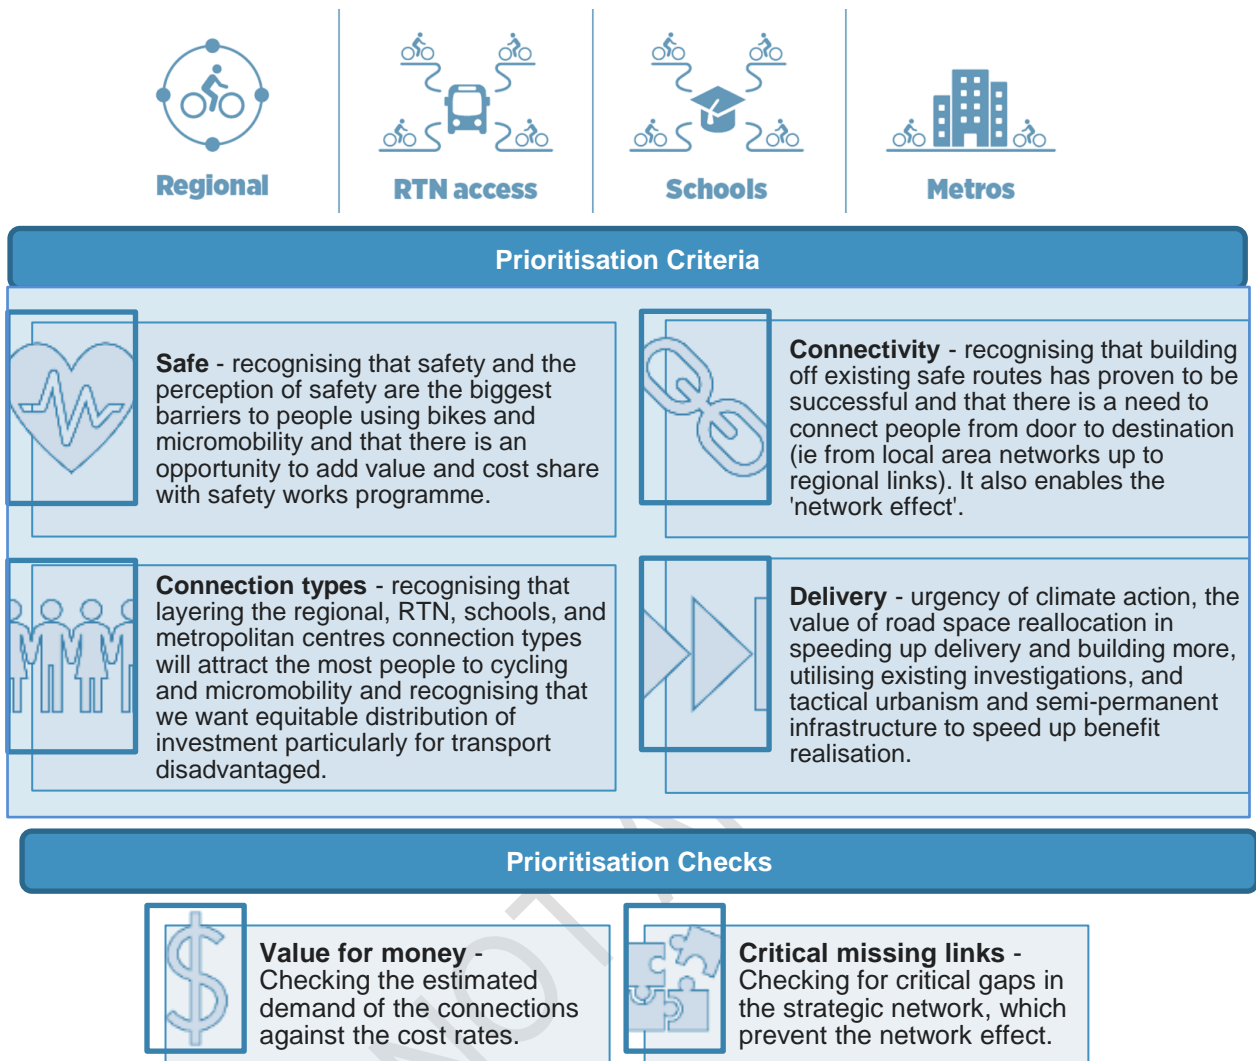 Regional
RTN access
Schools
Metros
Prioritisation Criteria
Safe - recognising that safety and the
perception of safety are the biggest
barriers to people using bikes and
micromobility and that there is an
opportunity to add value and cost share
with safety works programme.
Connectivity - recognising that building
off existing safe routes has proven to be
successful and that there is a need to
connect people from door to destination
(ie from local area networks up to
regional links). It also enables the
'network effect'.
Connection types - recognising that
layering the regional, RTN, schools, and
metropolitan centres connection types
will attract the most people to cycling
and micromobility and recognising that
we want equitable distribution of
investment particularly for transport
disadvantaged.
Delivery - urgency of climate action, the
value of road space reallocation in
speeding up delivery and building more,
utilising existing investigations, and
tactical urbanism and semi-permanent
infrastructure to speed up benefit
realisation.
Prioritisation Checks
Value for money -
Checking the estimated
demand of the connections
against the cost rates.
Critical missing links -
Checking for critical gaps in
the strategic network, which
prevent the network effect.
NOT